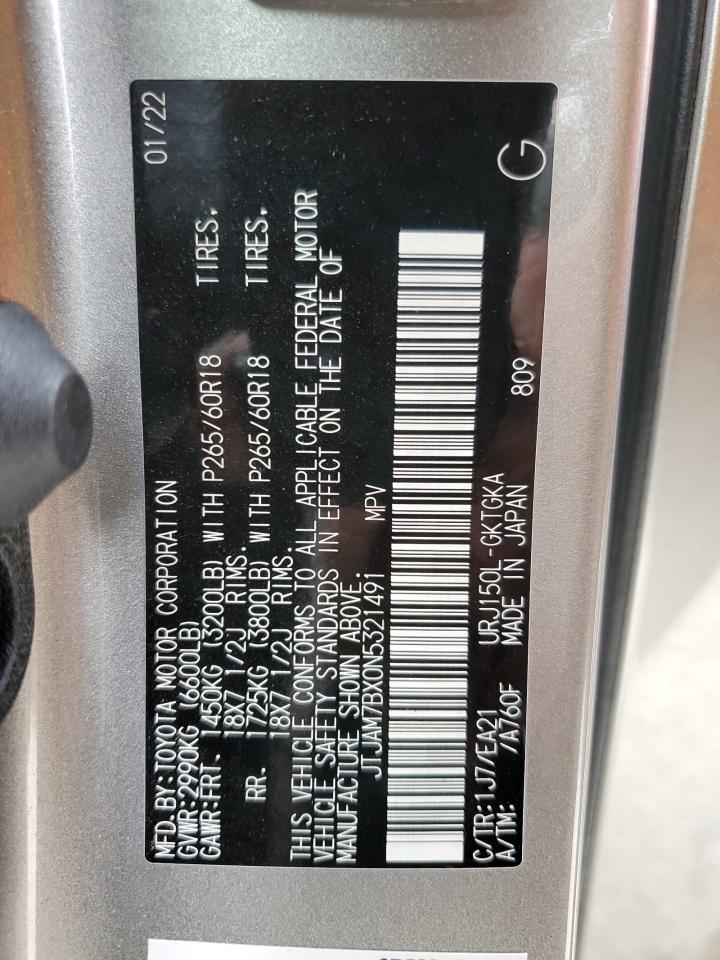 MFD.BY:TOYOTA MOTOR CORPORATION 01/22
GVWR:2990KG (6600LB)
GAWR:FRT. 1450KG (3200LB) WITH P265/60R18 TIRES,
18X7 1/2J RIMS.
RR. 1725KG (3800LB) WITH P265/60R18 TIRES,
18X7 1/2J RIMS.
THIS VEHICLE CONFORMS TO ALL APPLICABLE FEDERAL MOTOR
VEHICLE SAFETY STANDARDS IN EFFECT ON THE DATE OF
MANUFACTURE SHOWN ABOVE.
JTJAM7BX0N5321491 MPV
C/TR:1J7/EA21 URJ150L-GKTGKA
A/TM: /A760F MADE IN JAPAN 809 G